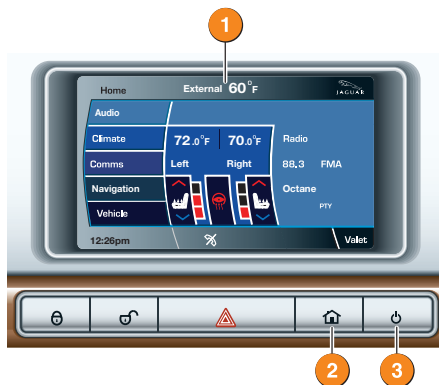 1
Home
External 60°F
JAGUAR
Audio
Climate
72.0°F
70.0°F
Radio
Comms
Left
Right
88.3 FMA
Navigation
Octane
PTY
Vehicle
12:26pm
Valet
2
3